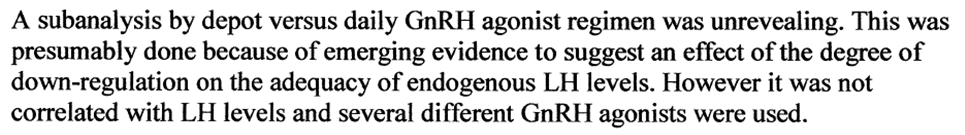 A subanalysis by depot versus daily GnRH agonist regimen was unrevealing. This was
presumably done because of emerging evidence to suggest an effect of the degree of
down-regulation on the adequacy of endogenous LH levels. However it was not
correlated with LH levels and several different GnRH agonists were used.